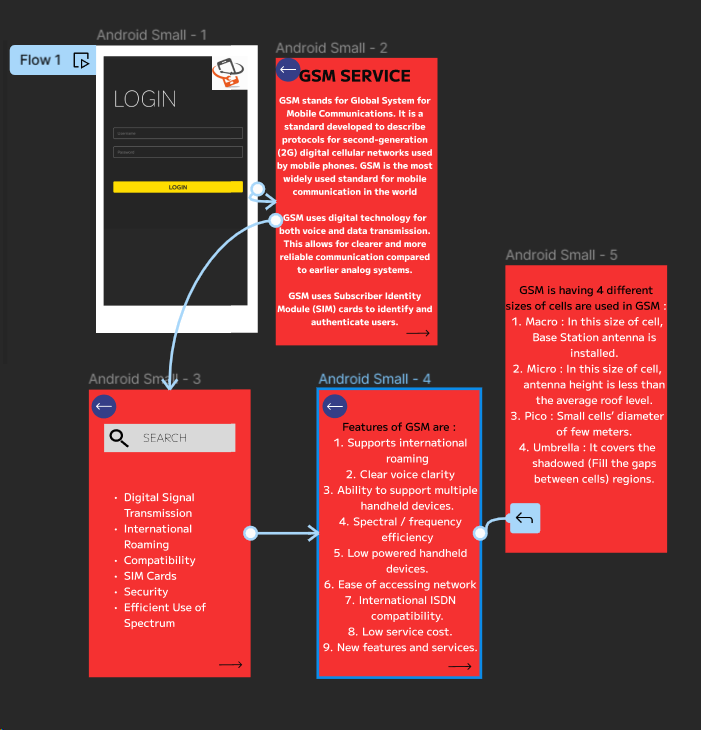 Android Small - 1
Flow 1
LOGIN
Username
Password
LOGIN
Android Small - 2
GSM SERVICE
GSM stands for Global System for
Mobile Communications. It is a
standard developed to describe
protocols for second-generation
(2G) digital cellular networks used
by mobile phones. GSM is the most
widely used standard for mobile
communication in the world
GSM uses digital technology for
both voice and data transmission.
This allows for clearer and more
reliable communication compared
to earlier analog systems.
GSM uses Subscriber Identity
Module (SIM) cards to identify and
authenticate users.
Android Small - 5
GSM is having 4 different
sizes of cells are used in GSM :
1. Macro : In this size of cell,
Base Station antenna is
installed.
2. Micro : In this size of cell,
antenna height is less than
the average roof level.
3. Pico : Small cells’ diameter
of few meters.
4. Umbrella : It covers the
shadowed (Fill the gaps
between cells) regions.
Android Small - 3
SEARCH
• Digital Signal
Transmission
• International
Roaming
• Compatibility
• SIM Cards
• Security
• Efficient Use of
Spectrum
Android Small - 4
Features of GSM are :
1. Supports international
roaming
2. Clear voice clarity
3. Ability to support multiple
handheld devices.
4. Spectral / frequency
efficiency
5. Low powered handheld
devices.
6. Ease of accessing network
7. International ISDN
compatibility.
8. Low service cost.
9. New features and services.